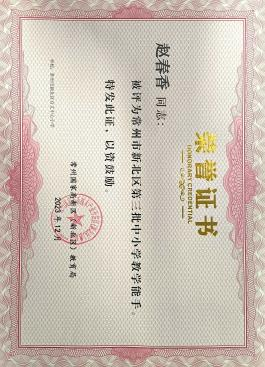 荣誉证书
HONORARY CREDENTIAL
赵春香 同志:
被评为常州市新北区第三批中小学教学能手。
特发此证，以资鼓励。
常州国家高新区（新北区）教育局
2023年12月